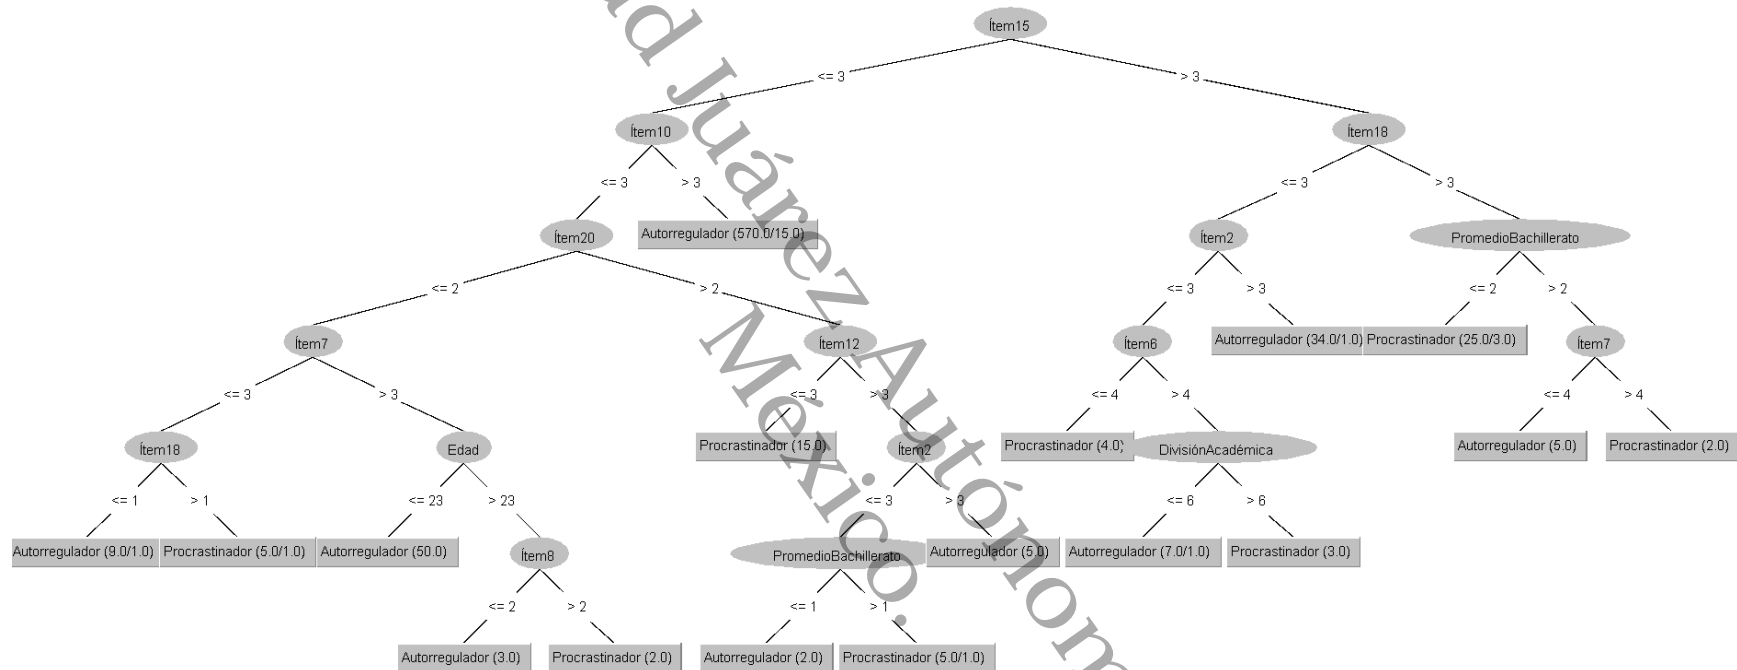 Ítem15
<= 3
> 3
Ítem10
Ítem18
<= 3
> 3
<= 3
> 3
Ítem20
Autorregulador (570.0/15.0)
Ítem2
PromedioBachillerato
<= 2
> 2
<= 3
> 3
<= 2
> 2
Ítem7
Ítem12
Ítem6
Autorregulador (34.0/1.0)
Procrastinador (25.0/3.0)
Ítem7
<= 3
> 3
<= 3
> 3
<= 4
> 4
<= 4
> 4
Ítem18
Edad
Procrastinador (15.0)
Ítem2
Procrastinador (4.0)
DivisiónAcadémica
Autorregulador (5.0)
Procrastinador (2.0)
<= 1
> 1
<= 23
> 23
<= 3
> 3
<= 6
> 6
Autorregulador (9.0/1.0)
Procrastinador (5.0/1.0)
Autorregulador (50.0)
Ítem8
PromedioBachillerato
Autorregulador (5.0)
Autorregulador (7.0/1.0)
Procrastinador (3.0)
<= 2
> 2
<= 1
> 1
Autorregulador (3.0)
Procrastinador (2.0)
Autorregulador (2.0)
Procrastinador (5.0/1.0)
Juárez
México.